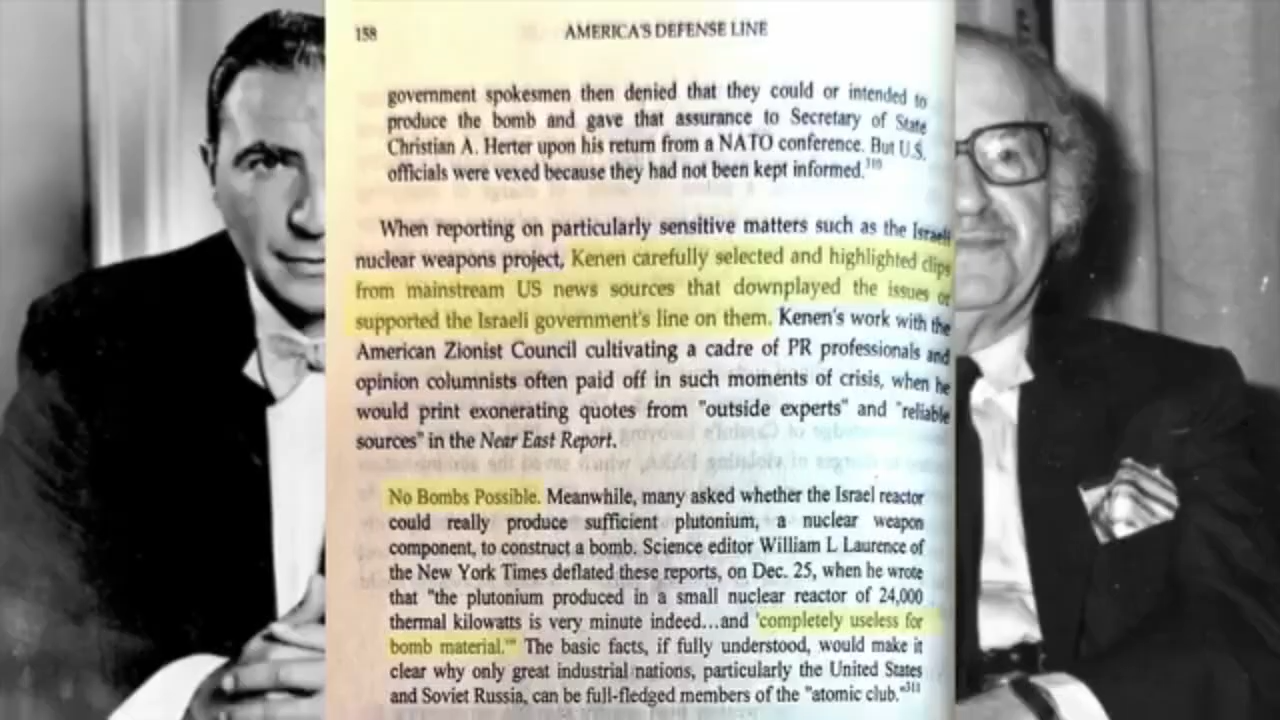 158 AMERICA'S DEFENSE LINE
government spokesmen then denied that they could or intended to
produce the bomb and gave that assurance to Secretary of State
Christian A. Herter upon his return from a NATO conference. But U.S.
officials were vexed because they had not been kept informed.310
When reporting on particularly sensitive matters such as the Israeli
nuclear weapons project, Kenen carefully selected and highlighted clips
from mainstream US news sources that downplayed the issues or
supported the Israeli government's line on them. Kenen's work with the
American Zionist Council cultivating a cadre of PR professionals and
opinion columnists often paid off in such moments of crisis, when he
would print exonerating quotes from "outside experts" and "reliable
sources" in the Near East Report.
No Bombs Possible. Meanwhile, many asked whether the Israel reactor
could really produce sufficient plutonium, a nuclear weapon
component, to construct a bomb. Science editor William L Laurence of
the New York Times deflated these reports, on Dec. 25, when he wrote
that "the plutonium produced in a small nuclear reactor of 24,000
thermal kilowatts is very minute indeed...and 'completely useless for
bomb material.'" The basic facts, if fully understood, would make it
clear why only great industrial nations, particularly the United States
and Soviet Russia, can be full-fledged members of the "atomic club."311